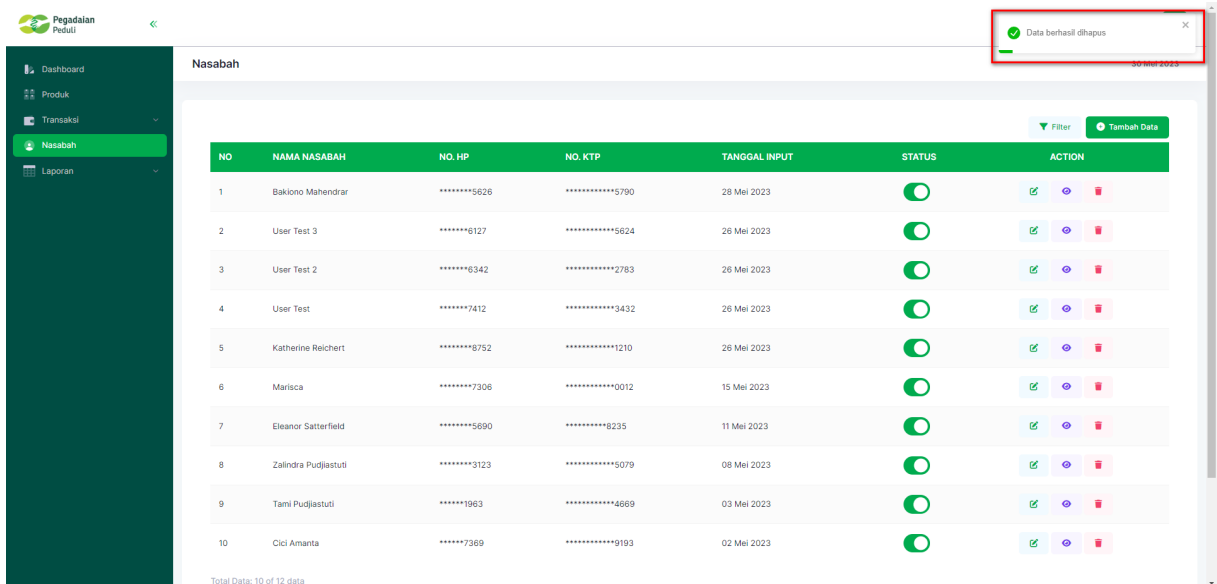 Pegadaian
Peduli
Data berhasil dihapus
Dashboard
Nasabah
30 Mei 2023
Produk
Transaksi
Filter
Tambah Data
Nasabah
NO NAMA NASABAH NO. HP NO. KTP TANGGAL INPUT STATUS ACTION
Laporan
1 Bakiono Mahendrar ********5626 ************5790 28 Mei 2023
2 User Test 3 *******6127 ************5624 26 Mei 2023
3 User Test 2 *******6342 ************2783 26 Mei 2023
4 User Test *******7412 ************3432 26 Mei 2023
5 Katherine Reichert ********8752 ************1210 26 Mei 2023
6 Marisca ********7306 ************0012 15 Mei 2023
7 Eleanor Satterfield ********5690 **********8235 11 Mei 2023
8 Zalindra Pudjiastuti ********3123 ************5079 08 Mei 2023
9 Tami Pudjiastuti ******1963 ************4669 03 Mei 2023
10 Cici Amanta ******7369 ************9193 02 Mei 2023
Total Data: 10 of 12 data